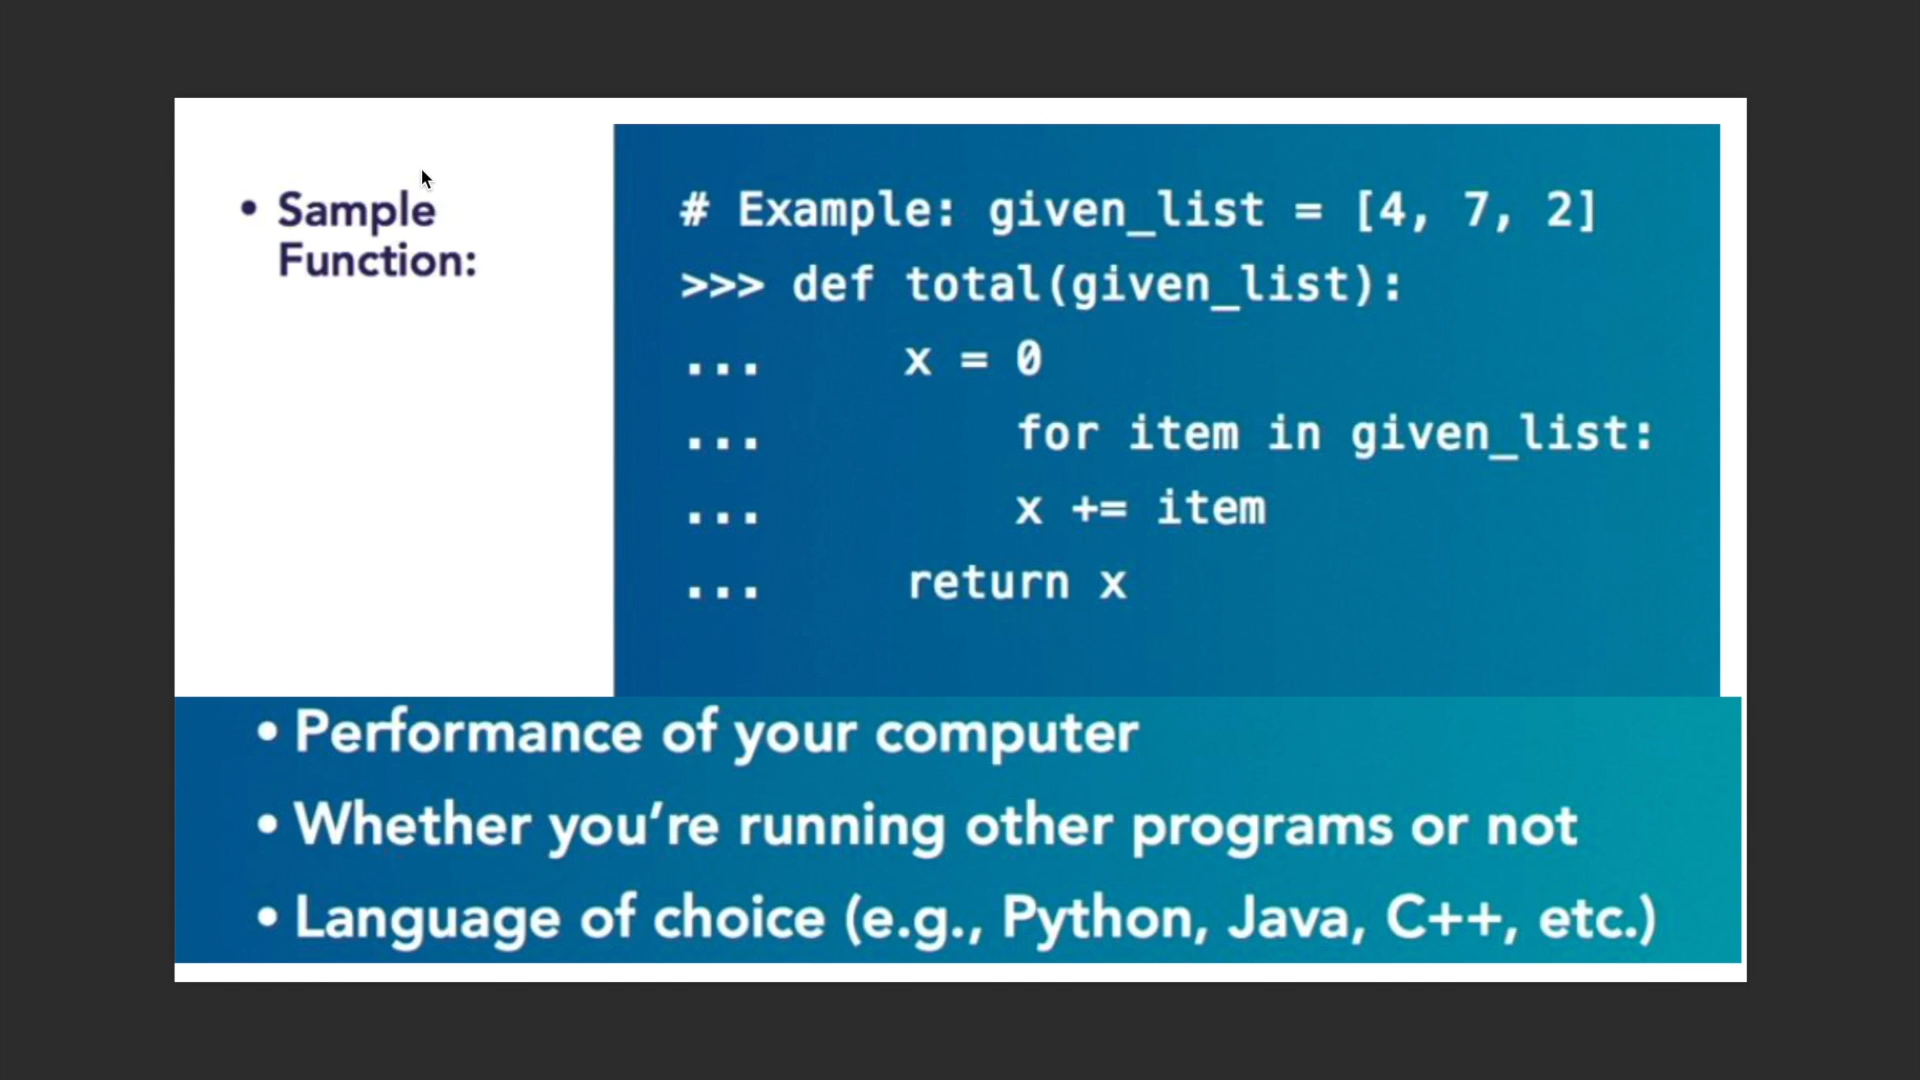 • Sample
Function:
# Example: given_list = [4, 7, 2]
>>> def total(given_list):
...     x = 0
...         for item in given_list:
...         x += item
...     return x
• Performance of your computer
• Whether you’re running other programs or not
• Language of choice (e.g., Python, Java, C++, etc.)